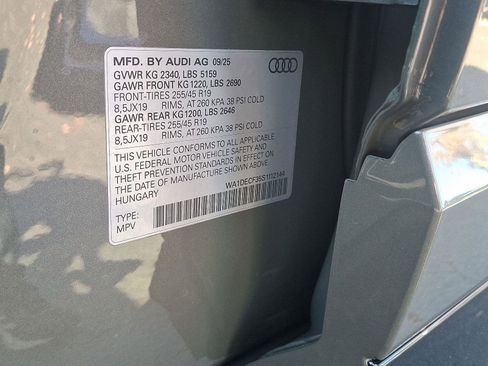 MFD. BY AUDI AG 09/25
GVWR KG 2340, LBS 5159
GAWR FRONT KG 1220, LBS 2690
FRONT-TIRES 255/45 R19
8,5JX19 RIMS, AT 260 KPA 38 PSI COLD
GAWR REAR KG1200, LBS 2646
REAR-TIRES 255/45 R19
8,5JX19 RIMS, AT 260 KPA 38 PSI COLD
THIS VEHICLE CONFORMS TO ALL APPLICABLE
U.S. FEDERAL MOTOR VEHICLE SAFETY AND
THEFT PREVENTION STANDARDS IN EFFECT ON
THE DATE OF MANUFACTURE SHOWN ABOVE
HUNGARY
WA1DECF35S1112144
TYPE:
MPV